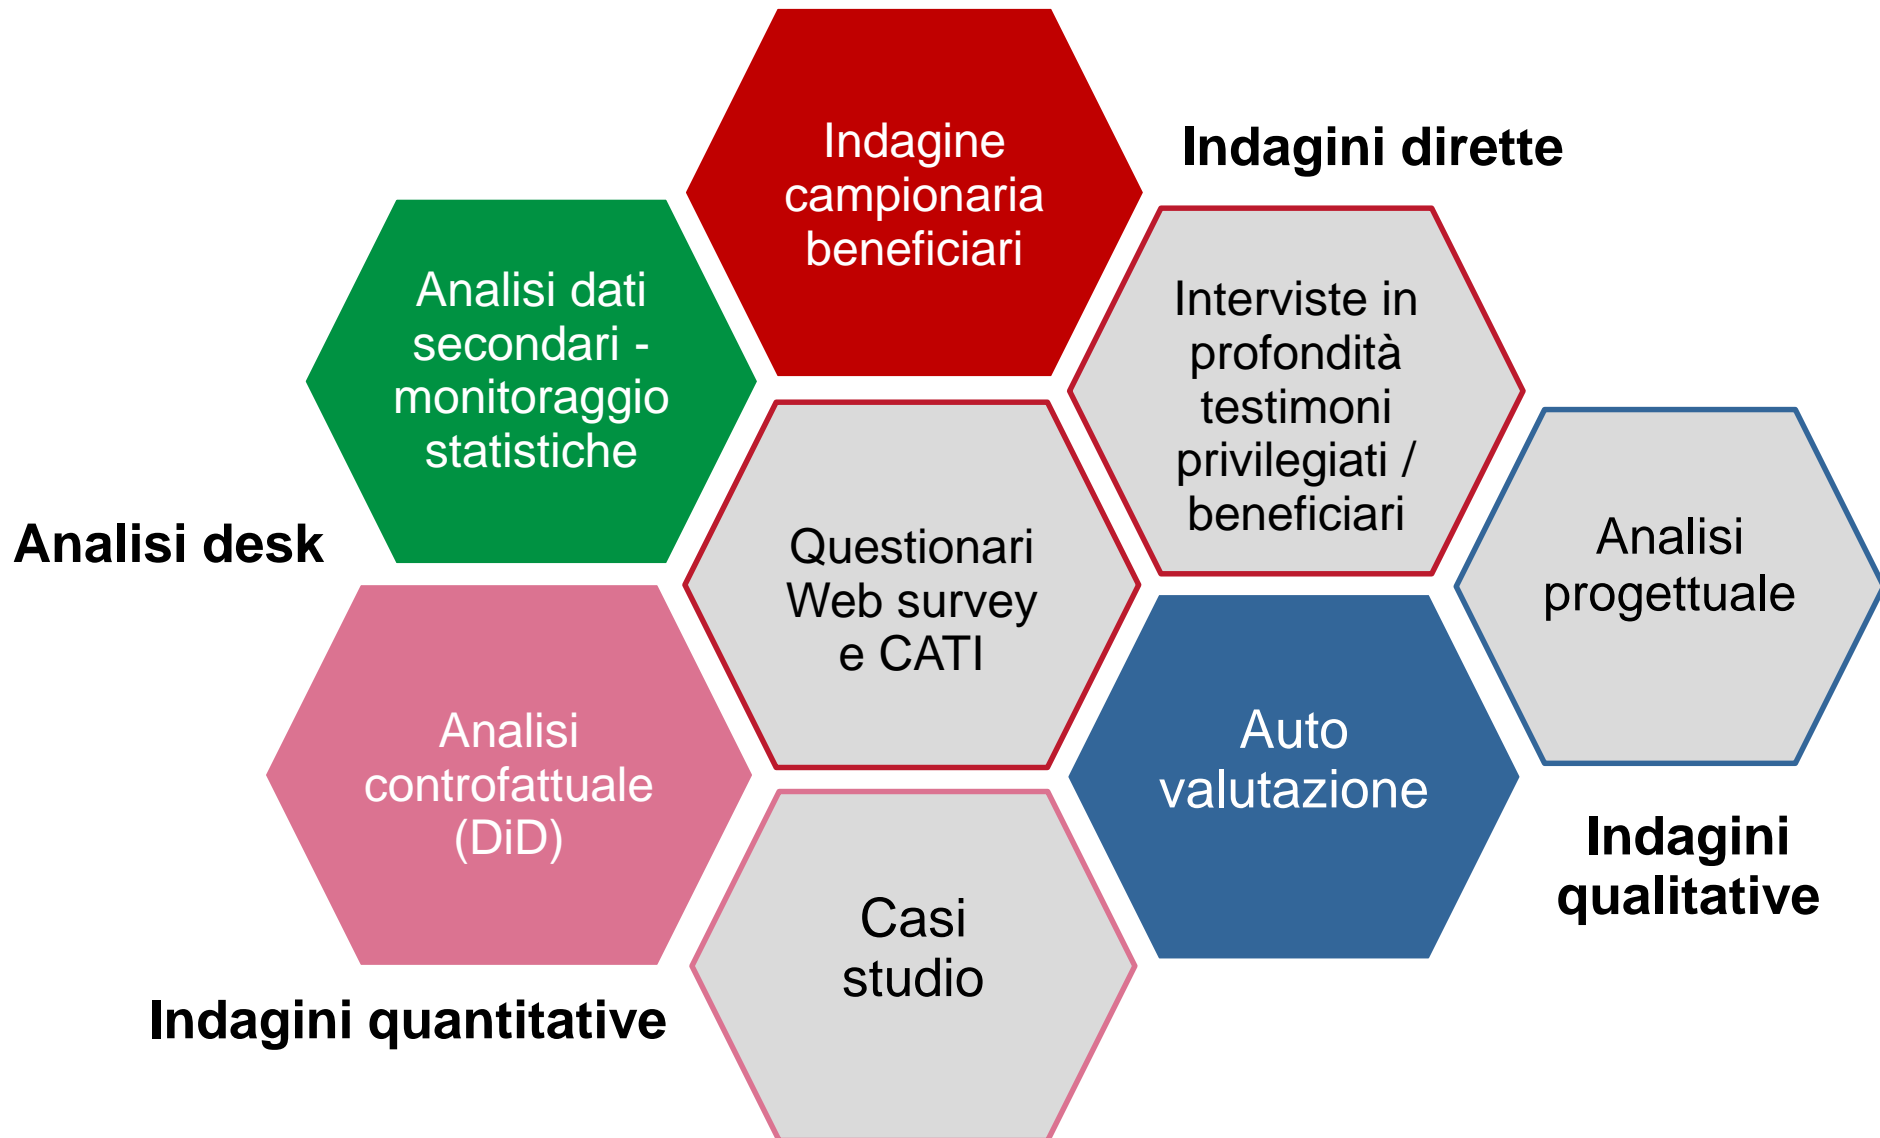 Indagine
campionaria
beneficiari
Indagini dirette
Analisi dati
secondari -
monitoraggio
statistiche
Interviste in
profondità
testimoni
privilegiati /
beneficiari
Analisi desk
Questionari
Web survey
e CATI
Analisi
progettuale
Analisi
controfattuale
(DiD)
Auto
valutazione
Indagini
qualitative
Casi
studio
Indagini quantitative